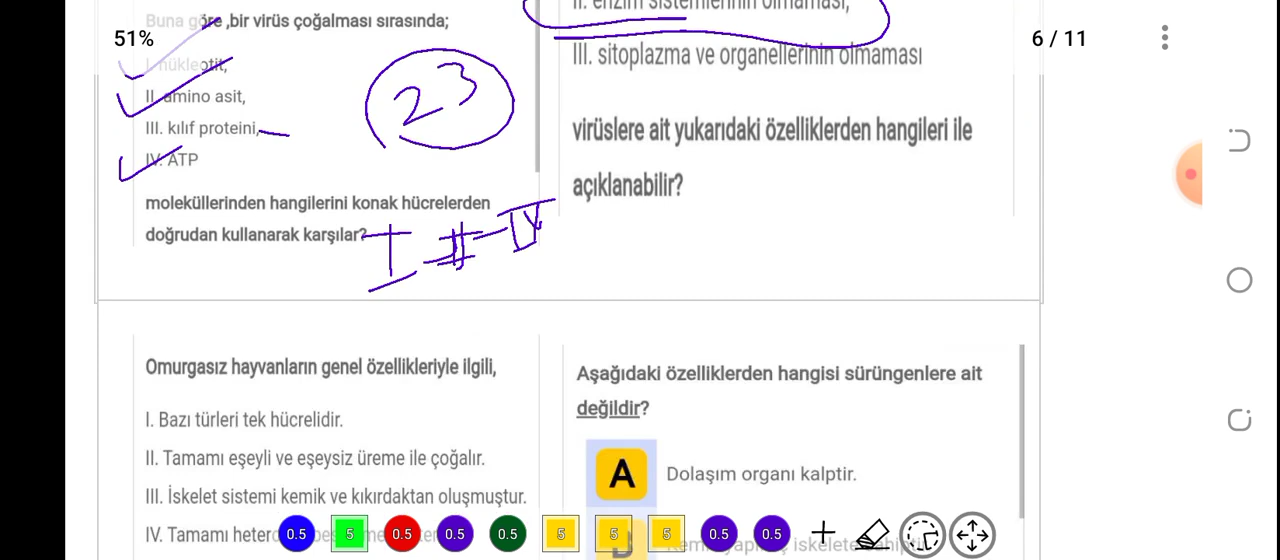 Buna göre ,bir virüs çoğalması sırasında;
I. nükleotit,
II. amino asit,
III. kılıf proteini,
IV. ATP
moleküllerinden hangilerini konak hücrelerden
doğrudan kullanarak karşılar?
23
I II IV
II. enzim sistemlerinin olmaması,
III. sitoplazma ve organellerinin olmaması
virüslere ait yukarıdaki özelliklerden hangileri ile
açıklanabilir?
51%
6 / 11
Omurgasız hayvanların genel özellikleriyle ilgili,
I. Bazı türleri tek hücrelidir.
II. Tamamı eşeyli ve eşeysiz üreme ile çoğalır.
III. İskelet sistemi kemik ve kıkırdaktan oluşmuştur.
IV. Tamamı
Aşağıdaki özelliklerden hangisi sürüngenlere ait
değildir?
A Dolaşım organı kalptir.
B
0.5 5 0.5 0.5 0.5 5 5 5 0.5 0.5